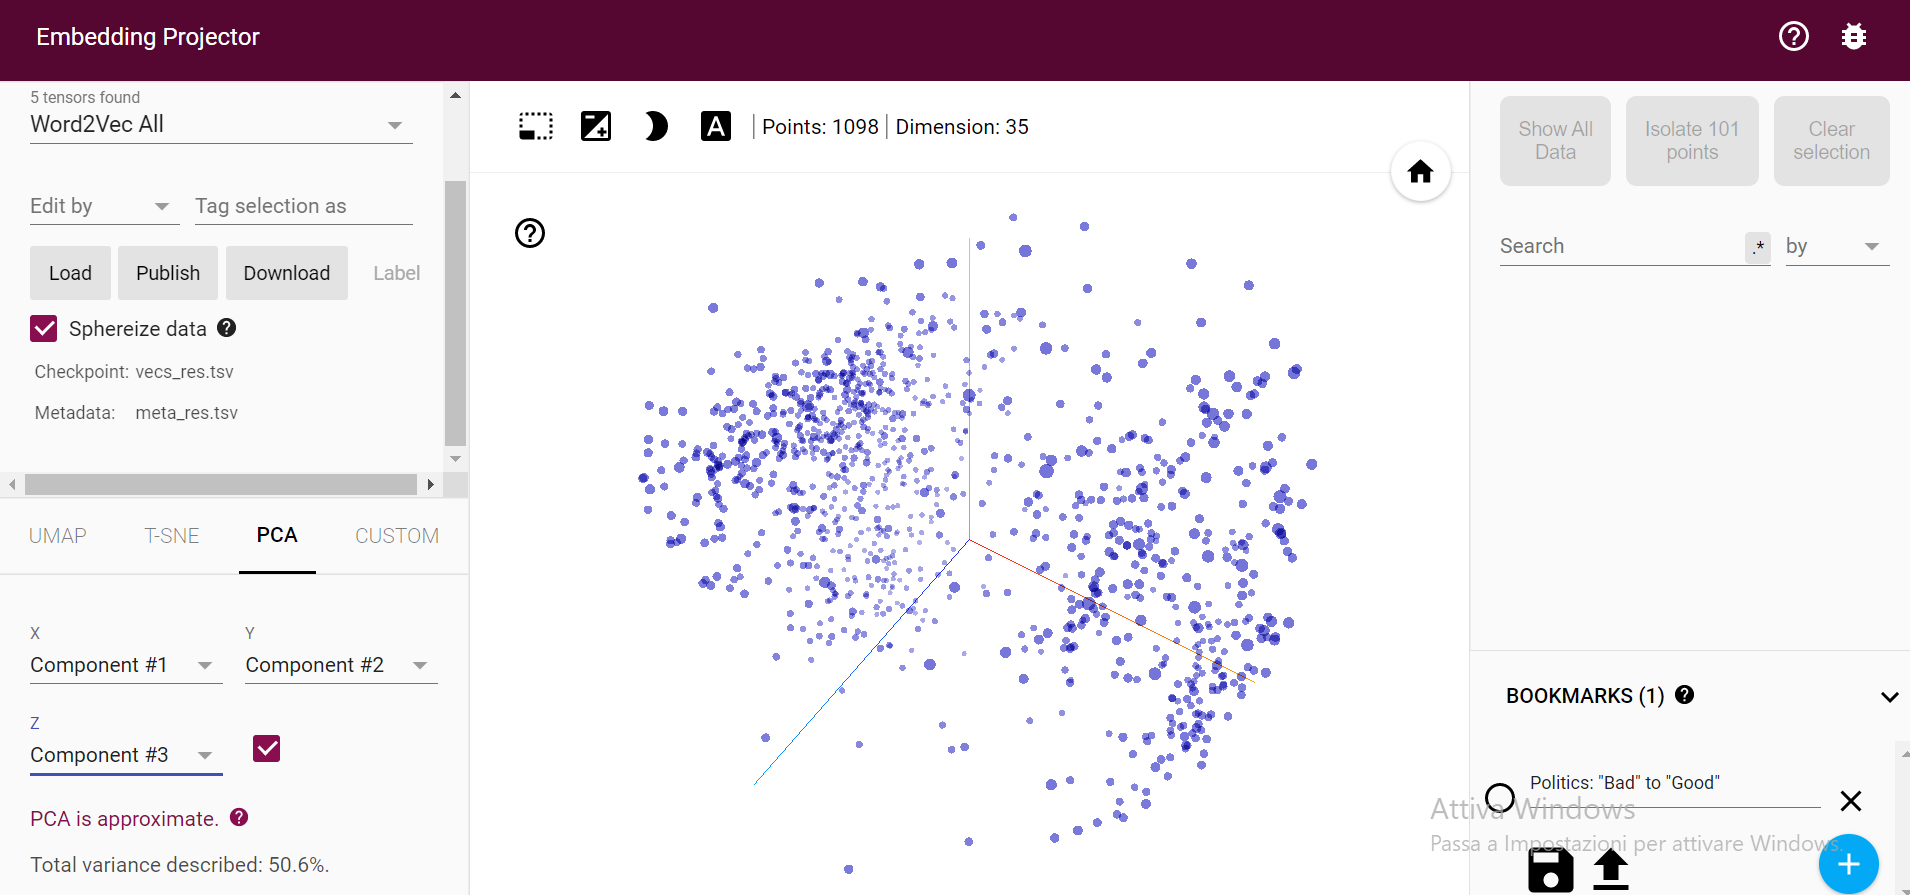 Embedding Projector
5 tensors found
Word2Vec All
Edit by
Tag selection as
Load
Publish
Download
Label
Sphereize data
Checkpoint: vecs_res.tsv
Metadata: meta_res.tsv
UMAP
T-SNE
PCA
CUSTOM
X
Y
Component #1
Component #2
Z
Component #3
PCA is approximate.
Total variance described: 50.6%.
A
Points: 1098
Dimension: 35
Show All
Data
Isolate 101
points
Clear
selection
Search
.*
by
BOOKMARKS (1)
Politics: "Bad" to "Good"
Attiva Windows
Passa a Impostazioni per attivare Windows.